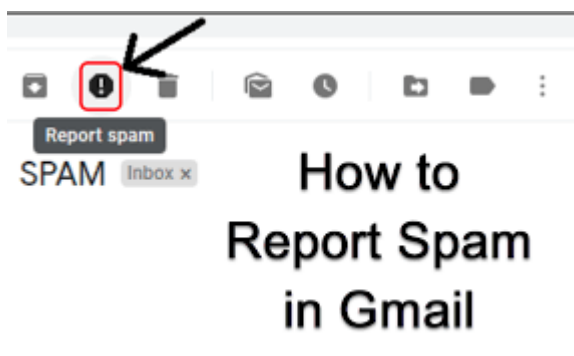 Report spam
SPAM Inbox x
How to
Report Spam
in Gmail